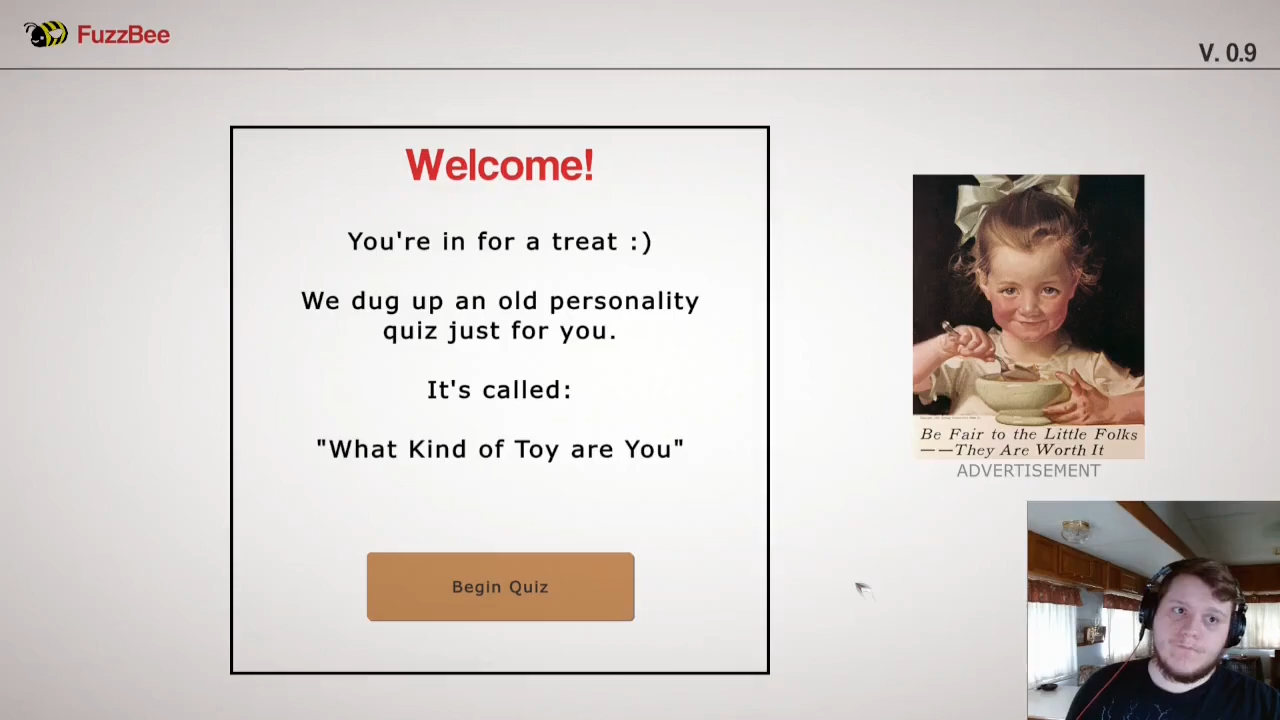 FuzzBee
V. 0.9
Welcome!
You're in for a treat :)
We dug up an old personality
quiz just for you.
It's called:
"What Kind of Toy are You"
Begin Quiz
Be Fair to the Little Folks
——They Are Worth It
ADVERTISEMENT